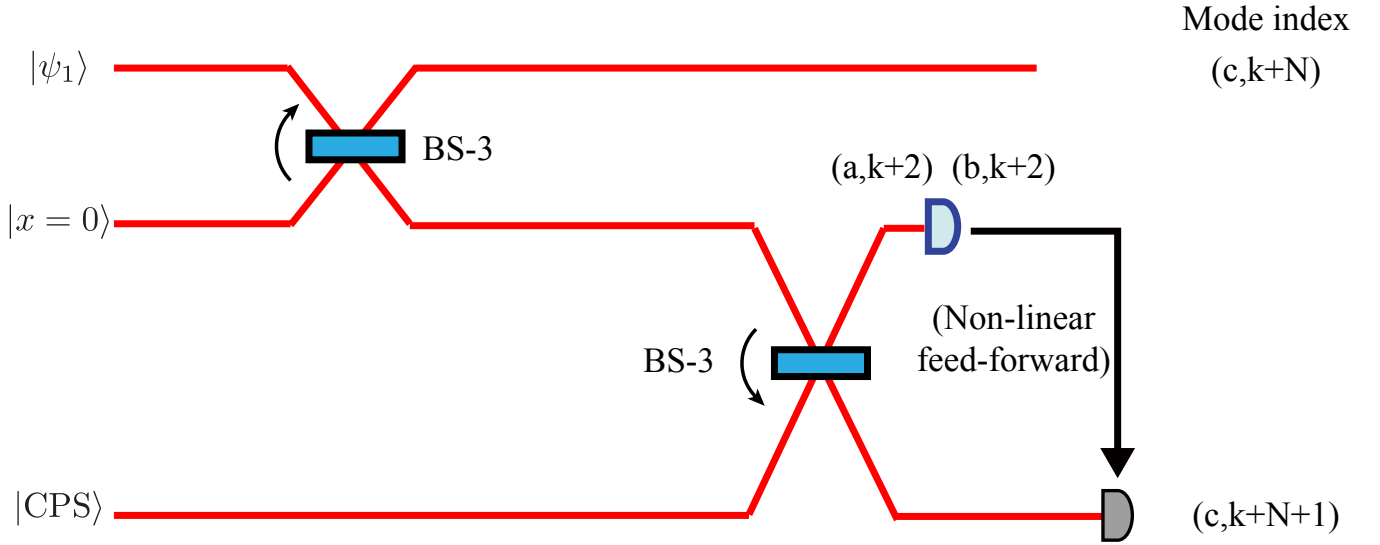 Mode index
|ψ₁⟩
(c,k+N)
BS-3
(a,k+2) (b,k+2)
|x = 0⟩
(Non-linear
feed-forward)
BS-3
|CPS⟩
(c,k+N+1)